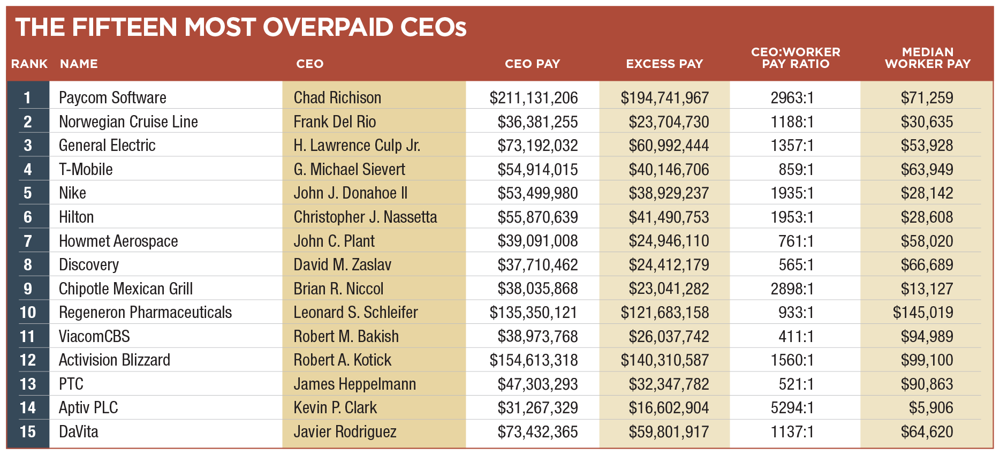 THE FIFTEEN MOST OVERPAID CEOs
RANK NAME CEO CEO PAY EXCESS PAY CEO:WORKER PAY RATIO MEDIAN WORKER PAY
1 Paycom Software Chad Richison $211,131,206 $194,741,967 2963:1 $71,259
2 Norwegian Cruise Line Frank Del Rio $36,381,255 $23,704,730 1188:1 $30,635
3 General Electric H. Lawrence Culp Jr. $73,192,032 $60,992,444 1357:1 $53,928
4 T-Mobile G. Michael Sievert $54,914,015 $40,146,706 859:1 $63,949
5 Nike John J. Donahoe II $53,499,980 $38,929,237 1935:1 $28,142
6 Hilton Christopher J. Nassetta $55,870,639 $41,490,753 1953:1 $28,608
7 Howmet Aerospace John C. Plant $39,091,008 $24,946,110 761:1 $58,020
8 Discovery David M. Zaslav $37,710,462 $24,412,179 565:1 $66,689
9 Chipotle Mexican Grill Brian R. Niccol $38,035,868 $23,041,282 2898:1 $13,127
10 Regeneron Pharmaceuticals Leonard S. Schleifer $135,350,121 $121,683,158 933:1 $145,019
11 ViacomCBS Robert M. Bakish $38,973,768 $26,037,742 411:1 $94,989
12 Activision Blizzard Robert A. Kotick $154,613,318 $140,310,587 1560:1 $99,100
13 PTC James Heppelmann $47,303,293 $32,347,782 521:1 $90,863
14 Aptiv PLC Kevin P. Clark $31,267,329 $16,602,904 5294:1 $5,906
15 DaVita Javier Rodriguez $73,432,365 $59,801,917 1137:1 $64,620